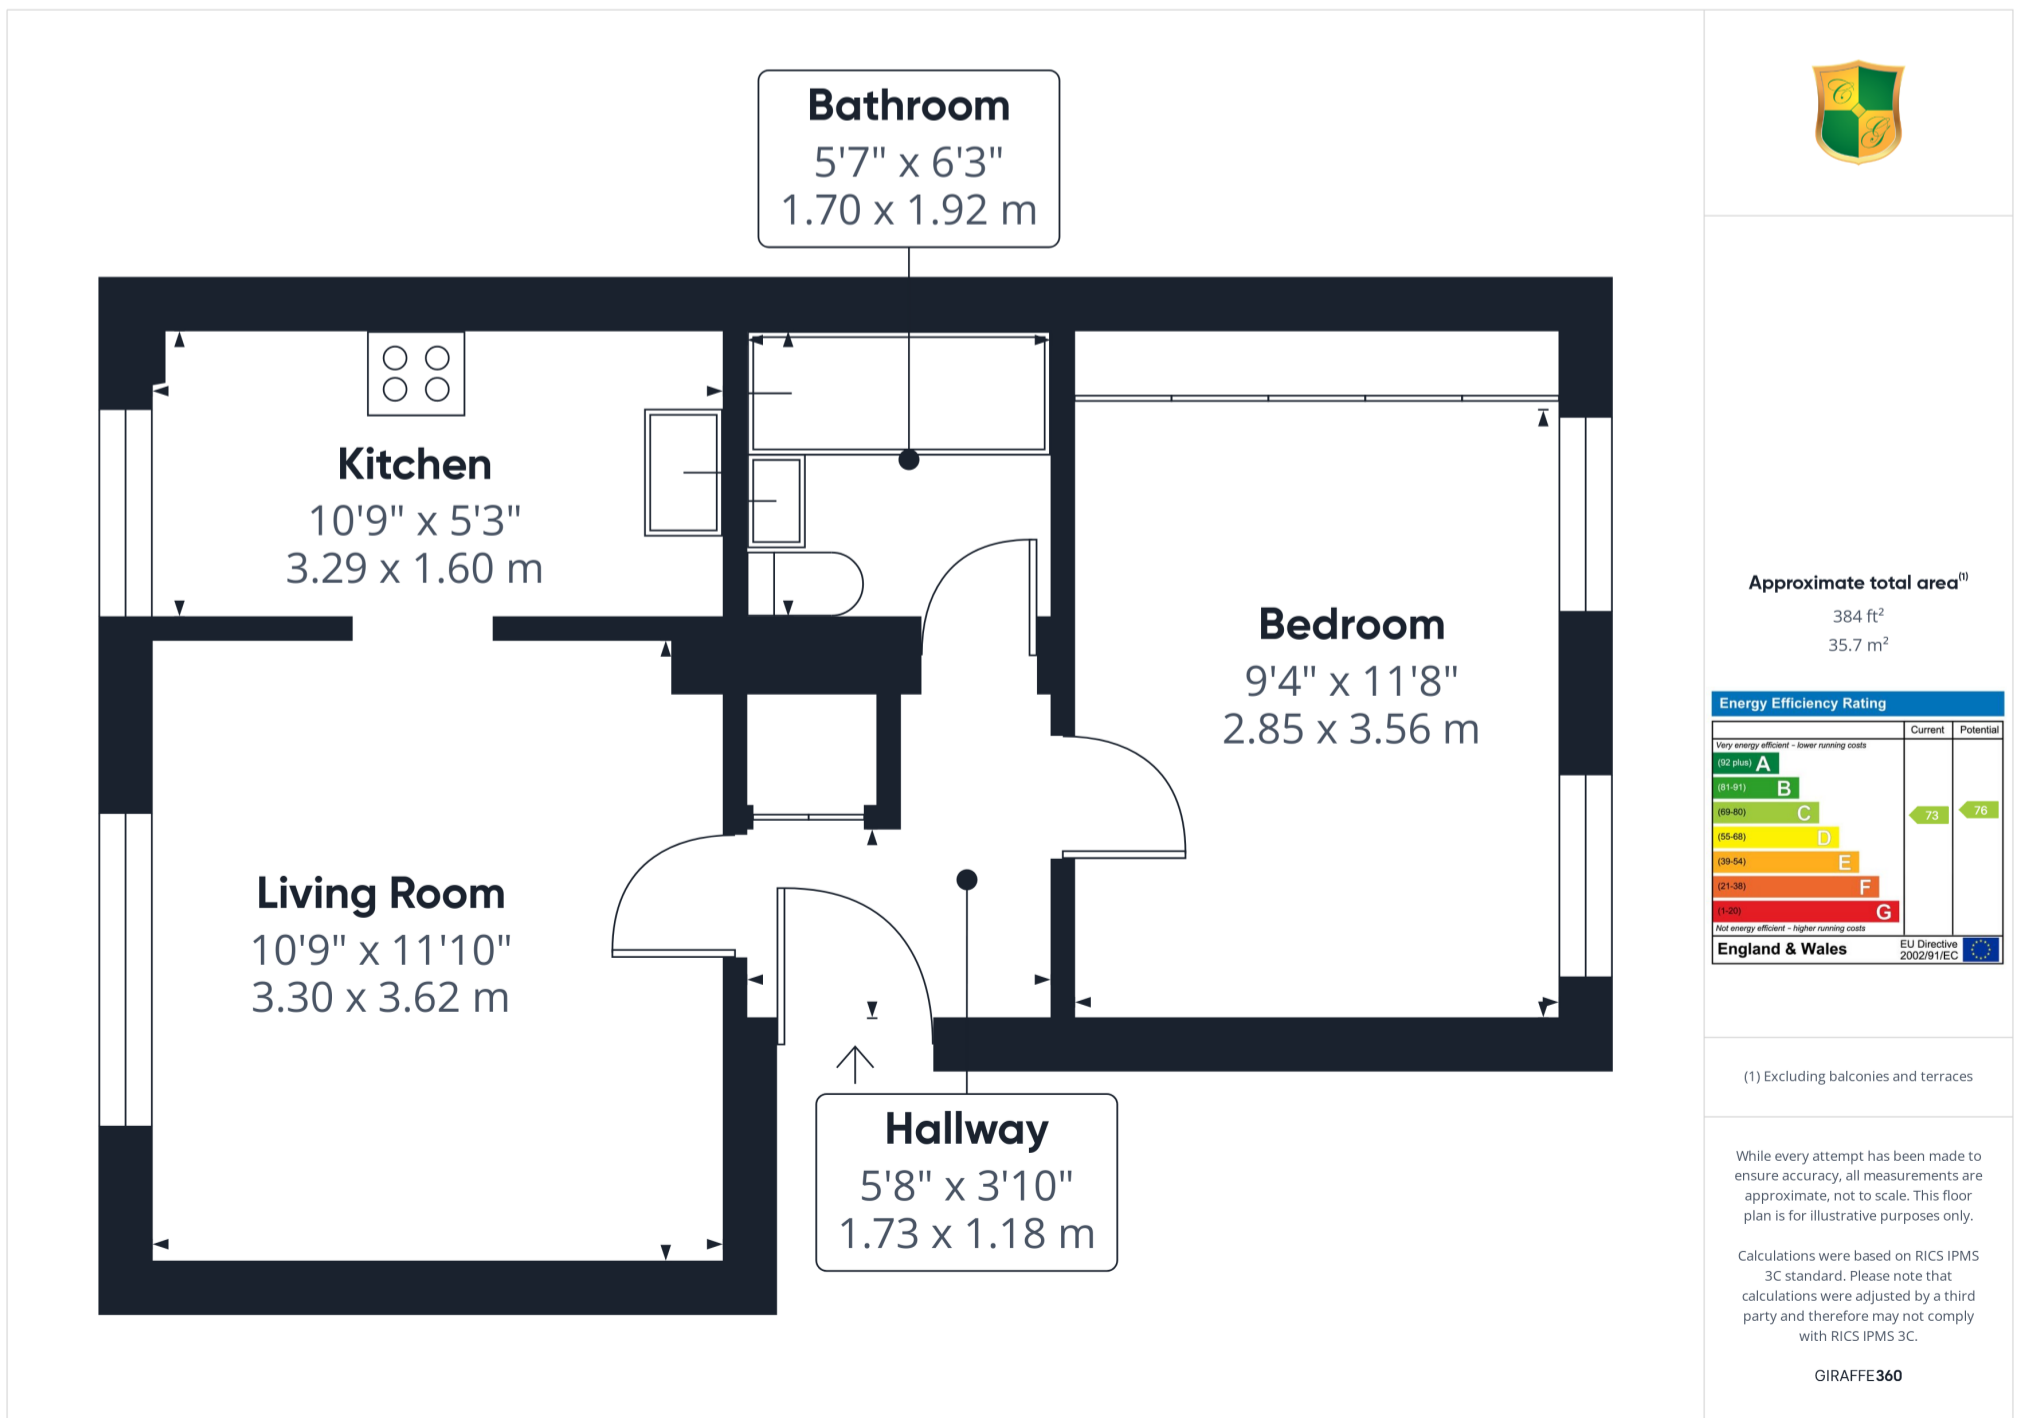 Bathroom
5'7" x 6'3"
1.70 x 1.92 m
Kitchen
10'9" x 5'3"
3.29 x 1.60 m
Bedroom
9'4" x 11'8"
2.85 x 3.56 m
Living Room
10'9" x 11'10"
3.30 x 3.62 m
Hallway
5'8" x 3'10"
1.73 x 1.18 m
C
G
Approximate total area(1)
384 ft²
35.7 m²
Energy Efficiency Rating
Current Potential
Very energy efficient - lower running costs
(92 plus) A
(81-91) B
(69-80) C 73 76
(55-68) D
(39-54) E
(21-38) F
(1-20) G
Not energy efficient - higher running costs
England & Wales
EU Directive
2002/91/EC
(1) Excluding balconies and terraces
While every attempt has been made to
ensure accuracy, all measurements are
approximate, not to scale. This floor
plan is for illustrative purposes only.
Calculations were based on RICS IPMS
3C standard. Please note that
calculations were adjusted by a third
party and therefore may not comply
with RICS IPMS 3C.
GIRAFFE360